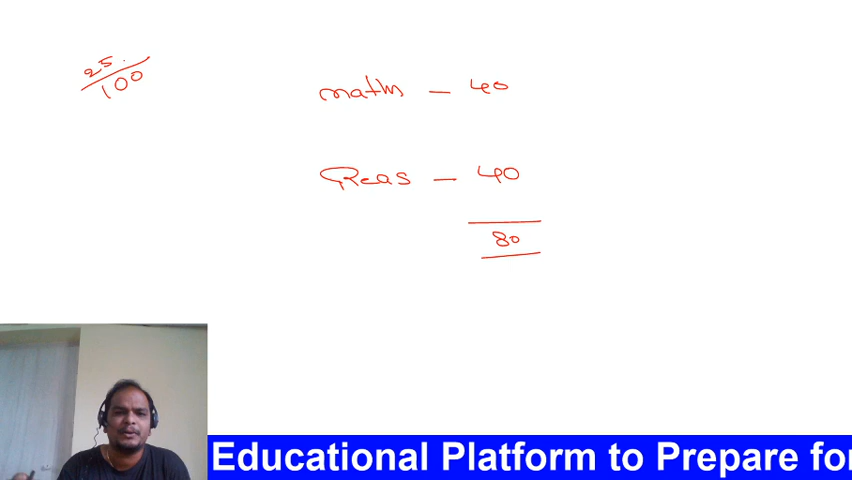 25
100
maths - 40
Reas - 40
80
Educational Platform to Prepare for